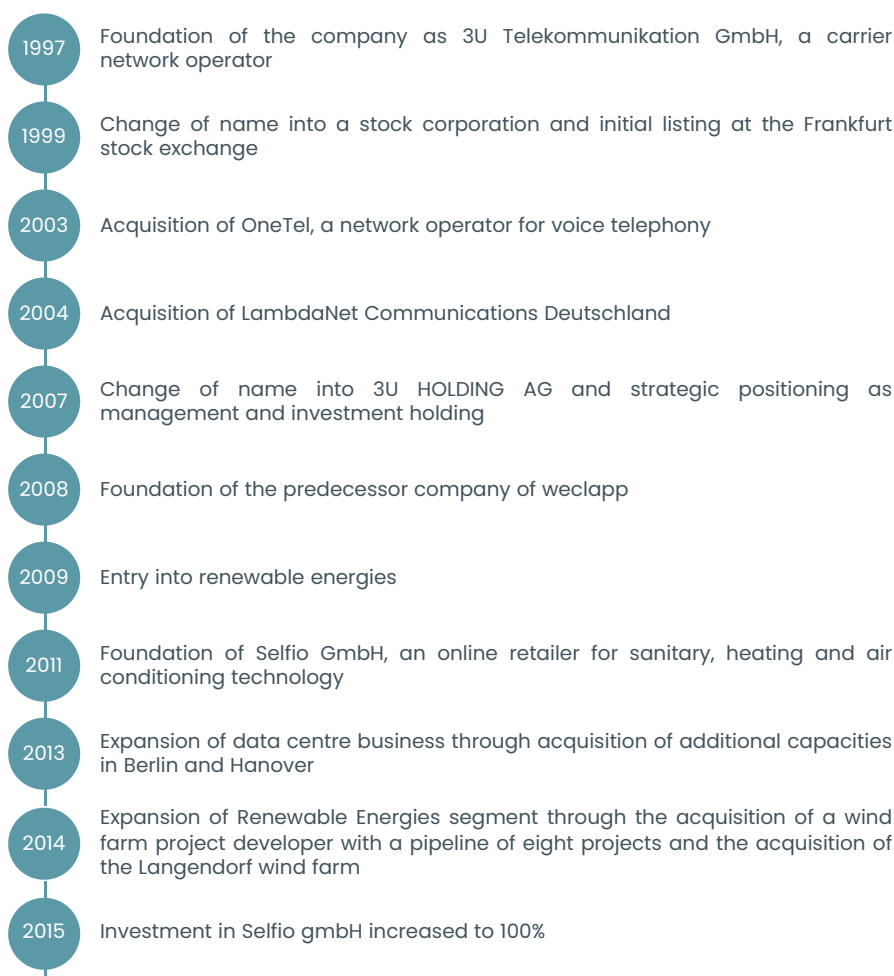 1997
Foundation of the company as 3U Telekommunikation GmbH, a carrier
network operator
1999
Change of name into a stock corporation and initial listing at the Frankfurt
stock exchange
2003
Acquisition of OneTel, a network operator for voice telephony
2004
Acquisition of LambdaNet Communications Deutschland
2007
Change of name into 3U HOLDING AG and strategic positioning as
management and investment holding
2008
Foundation of the predecessor company of weclapp
2009
Entry into renewable energies
2011
Foundation of Selfio GmbH, an online retailer for sanitary, heating and air
conditioning technology
2013
Expansion of data centre business through acquisition of additional capacities
in Berlin and Hanover
2014
Expansion of Renewable Energies segment through the acquisition of a wind
farm project developer with a pipeline of eight projects and the acquisition of
the Langendorf wind farm
2015
Investment in Selfio gmbH increased to 100%